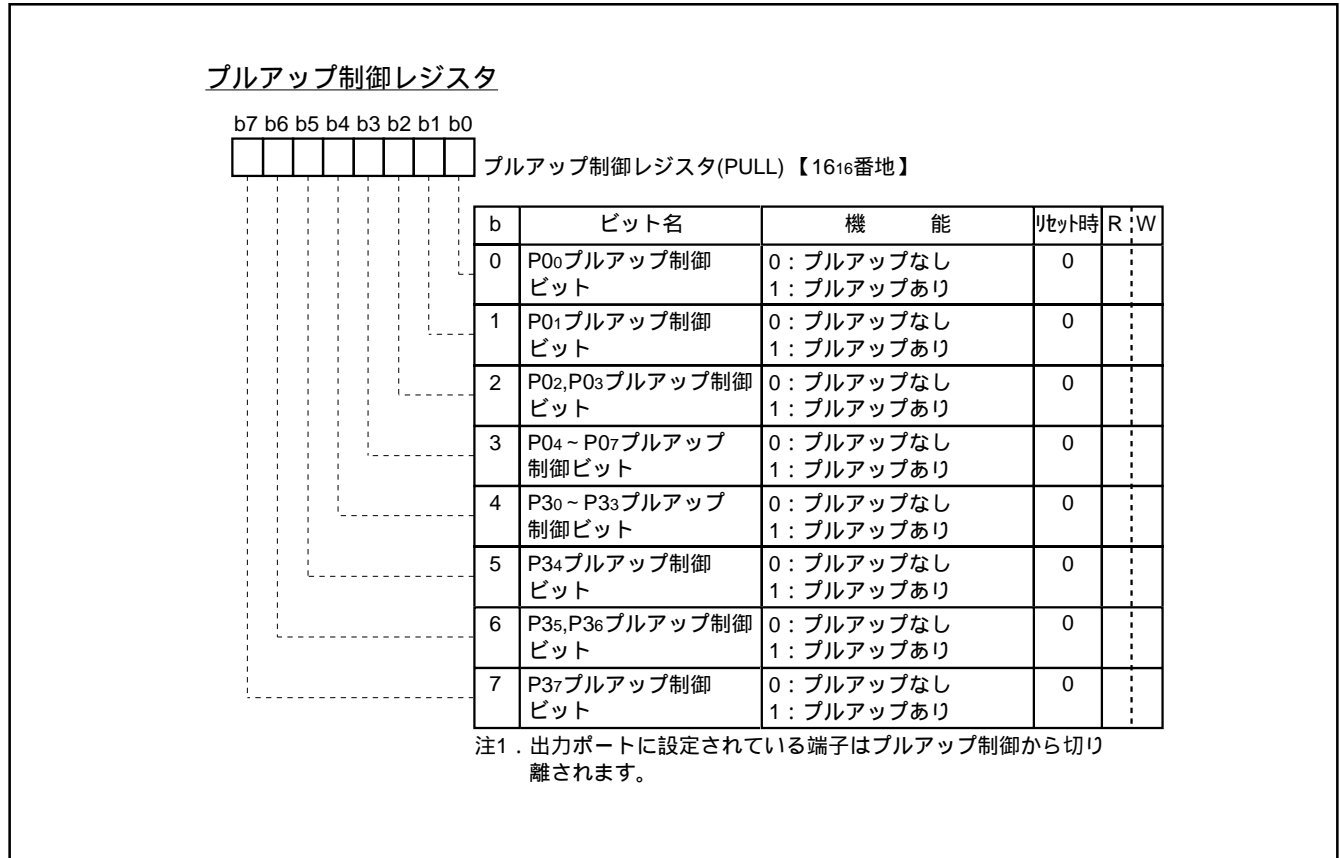 プルアップ制御レジスタ
b7 b6 b5 b4 b3 b2 b1 b0
プルアップ制御レジスタ(PULL)【1616番地】
b ビット名 機 能 リセット時 R W
0 P00プルアップ制御 0：プルアップなし 0
ビット 1：プルアップあり
1 P01プルアップ制御 0：プルアップなし 0
ビット 1：プルアップあり
2 P02,P03プルアップ制御 0：プルアップなし 0
ビット 1：プルアップあり
3 P04～P07プルアップ 0：プルアップなし 0
制御ビット 1：プルアップあり
4 P30～P33プルアップ 0：プルアップなし 0
制御ビット 1：プルアップあり
5 P34プルアップ制御 0：プルアップなし 0
ビット 1：プルアップあり
6 P35,P36プルアップ制御 0：プルアップなし 0
ビット 1：プルアップあり
7 P37プルアップ制御 0：プルアップなし 0
ビット 1：プルアップあり
注1．出力ポートに設定されている端子はプルアップ制御から切り
離されます。